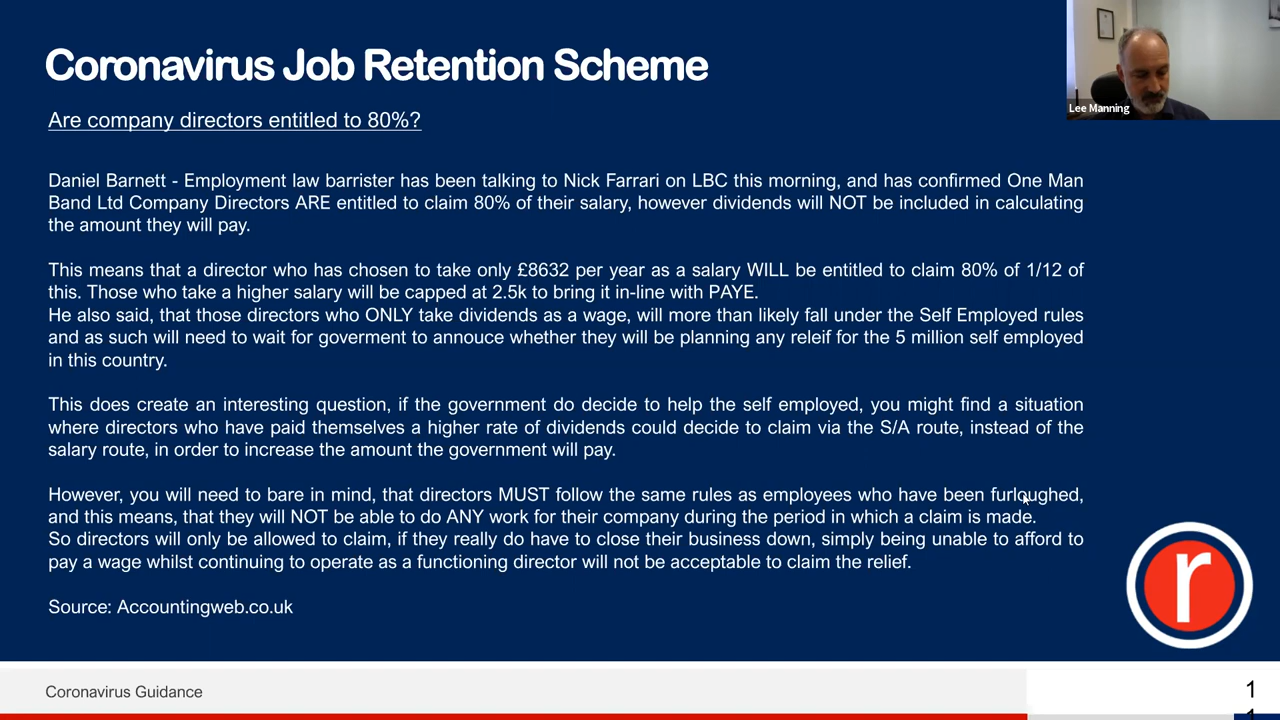 Coronavirus Job Retention Scheme
Lee Manning
Are company directors entitled to 80%?
Daniel Barnett - Employment law barrister has been talking to Nick Farrari on LBC this morning, and has confirmed One Man
Band Ltd Company Directors ARE entitled to claim 80% of their salary, however dividends will NOT be included in calculating
the amount they will pay.
This means that a director who has chosen to take only £8632 per year as a salary WILL be entitled to claim 80% of 1/12 of
this. Those who take a higher salary will be capped at 2.5k to bring it in-line with PAYE.
He also said, that those directors who ONLY take dividends as a wage, will more than likely fall under the Self Employed rules
and as such will need to wait for goverment to annouce whether they will be planning any releif for the 5 million self employed
in this country.
This does create an interesting question, if the government do decide to help the self employed, you might find a situation
where directors who have paid themselves a higher rate of dividends could decide to claim via the S/A route, instead of the
salary route, in order to increase the amount the government will pay.
However, you will need to bare in mind, that directors MUST follow the same rules as employees who have been furloughed,
and this means, that they will NOT be able to do ANY work for their company during the period in which a claim is made.
So directors will only be allowed to claim, if they really do have to close their business down, simply being unable to afford to
pay a wage whilst continuing to operate as a functioning director will not be acceptable to claim the relief.
Source: Accountingweb.co.uk
r
Coronavirus Guidance
1
1